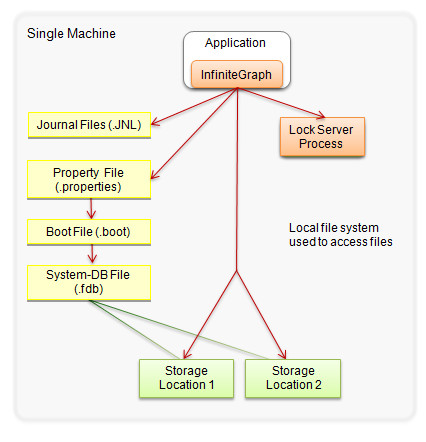 Single Machine
Application
InfiniteGraph
Journal Files (.JNL)
Lock Server
Process
Property File
(.properties)
Boot File (.boot)
Local file system
used to access files
System-DB File
(.fdb)
Storage
Location 1
Storage
Location 2